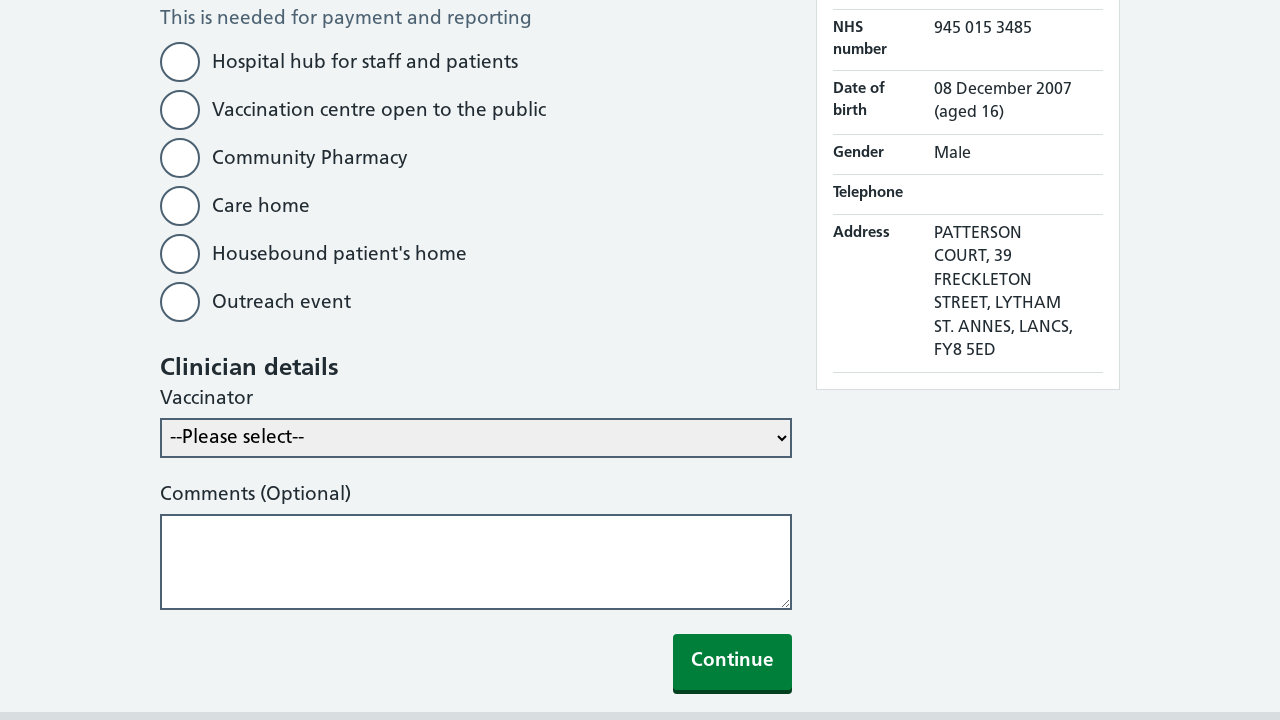 This is needed for payment and reporting
Hospital hub for staff and patients
Vaccination centre open to the public
Community Pharmacy
Care home
Housebound patient's home
Outreach event
Clinician details
Vaccinator
--Please select--
Comments (Optional)
Continue
NHS number 945 015 3485
Date of birth 08 December 2007 (aged 16)
Gender Male
Telephone
Address PATTERSON
COURT, 39
FRECKLETON
STREET, LYTHAM
ST. ANNES, LANCS,
FY8 5ED